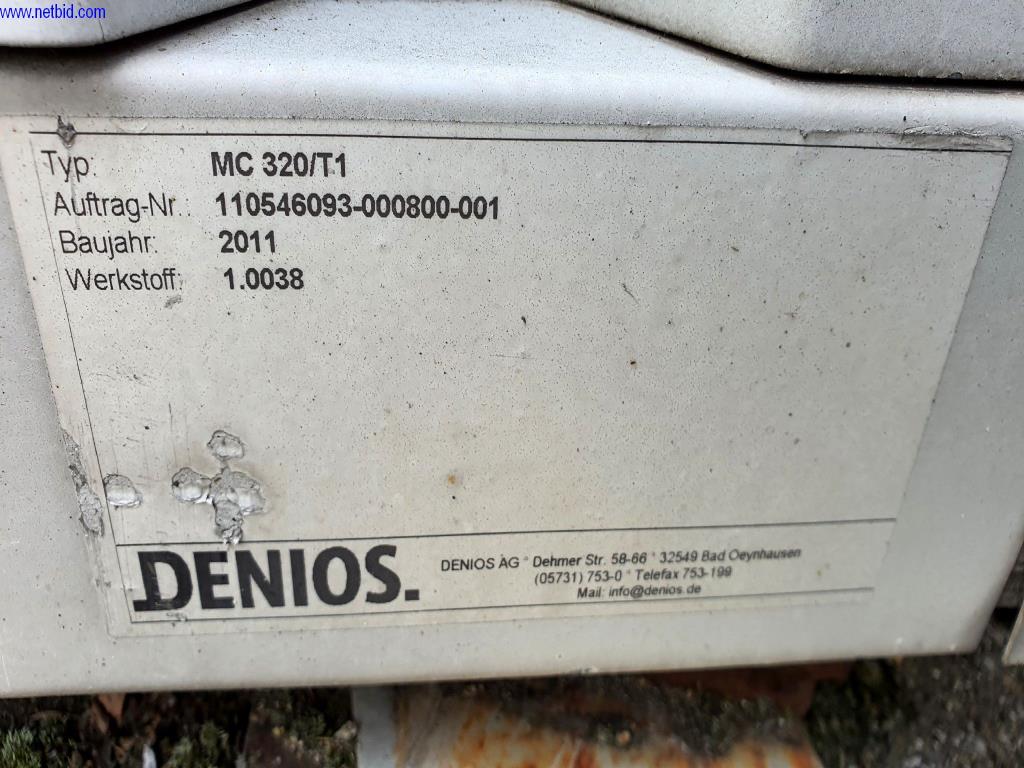 www.netbid.com
Typ: MC 320/T1
Auftrag-Nr.: 110546093-000800-001
Baujahr: 2011
Werkstoff: 1.0038
DENIOS.
DENIOS AG * Dehmer Str. 58-66 * 32549 Bad Oeynhausen
(05731) 753-0 * Telefax 753-199
Mail: info@denios.de